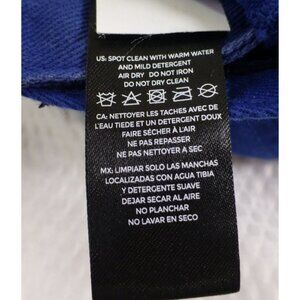 US: SPOT CLEAN WITH WARM WATER
AND MILD DETERGENT
AIR DRY DO NOT IRON
DO NOT DRY CLEAN
CA: NETTOYER LES TACHES AVEC DE
L'EAU TIEDE ET UN DETERGENT DOUX
FAIRE SÉCHER À L'AIR
NE PAS REPASSER
NE PAS NETTOYER À SEC
MX: LIMPIAR SOLO LAS MANCHAS
LOCALIZADAS CON AGUA TIBIA
Y DETERGENTE SUAVE
DEJAR SECAR AL AIRE
NO PLANCHAR
NO LAVAR EN SECO